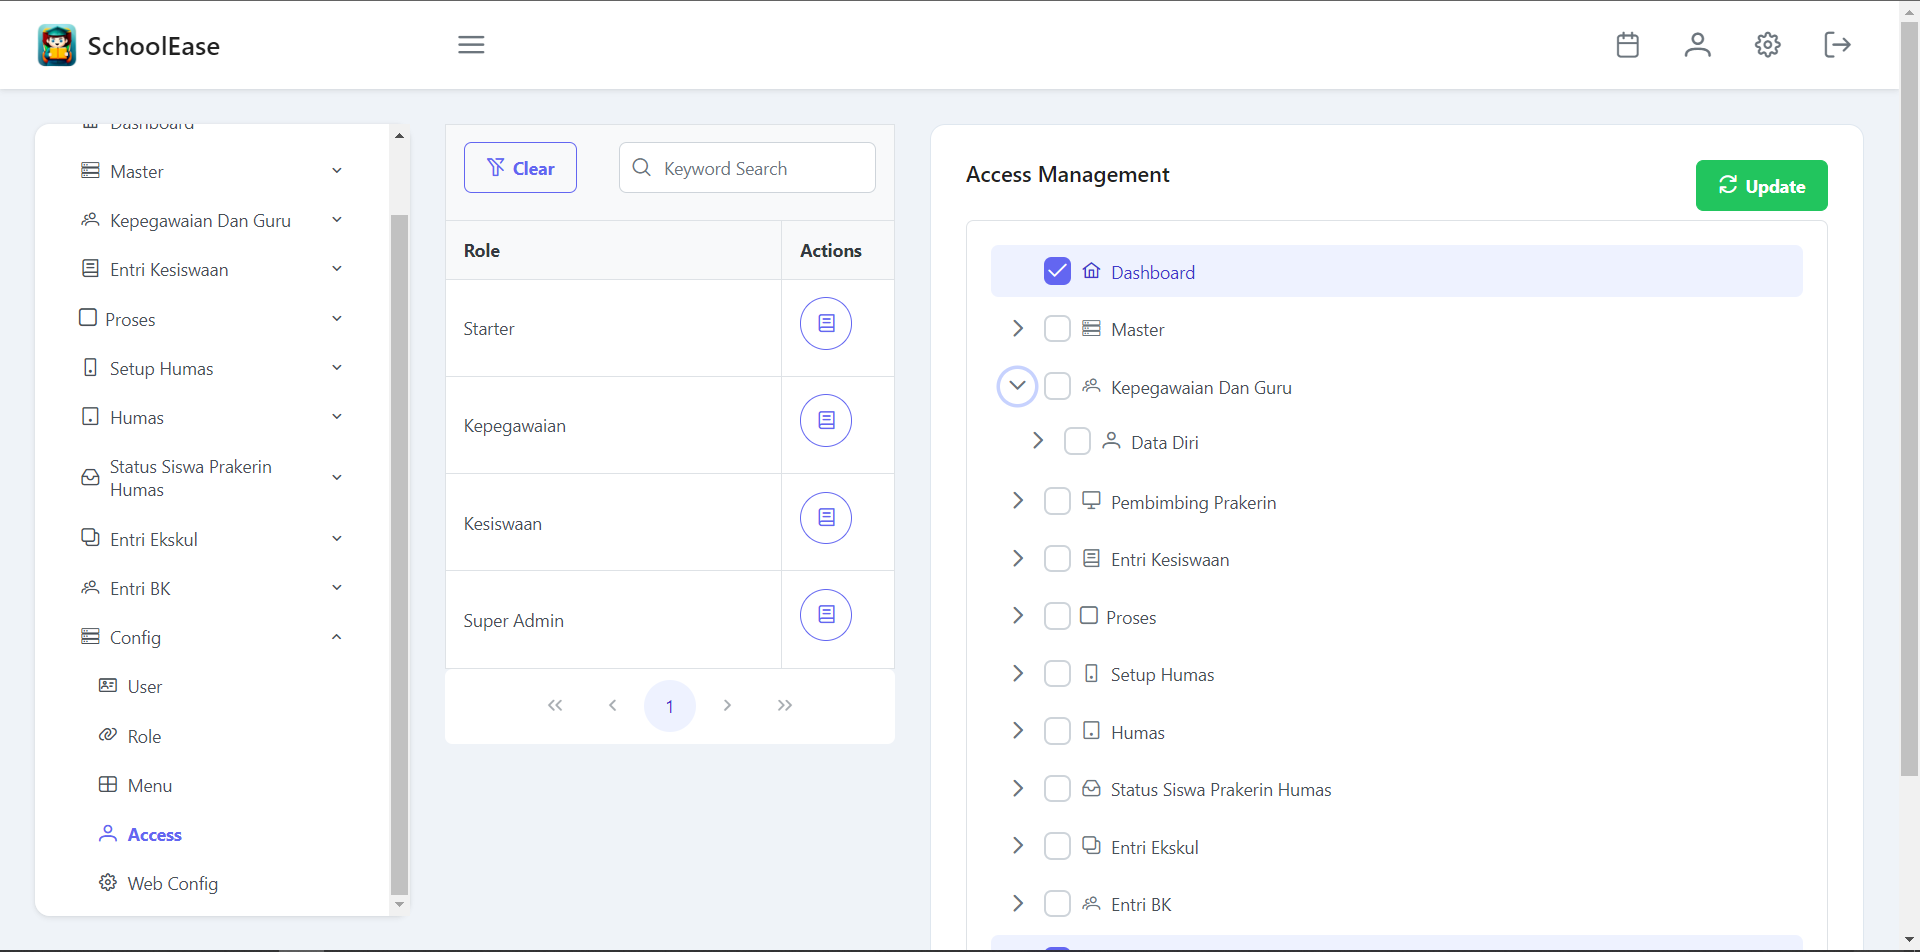 SchoolEase
Dashboard
Master
Kepegawaian Dan Guru
Entri Kesiswaan
Proses
Setup Humas
Humas
Status Siswa Prakerin
Humas
Entri Ekskul
Entri BK
Config
User
Role
Menu
Access
Web Config
Clear
Keyword Search
Role
Actions
Starter
Kepegawaian
Kesiswaan
Super Admin
1
Access Management
Update
Dashboard
Master
Kepegawaian Dan Guru
Data Diri
Pembimbing Prakerin
Entri Kesiswaan
Proses
Setup Humas
Humas
Status Siswa Prakerin Humas
Entri Ekskul
Entri BK